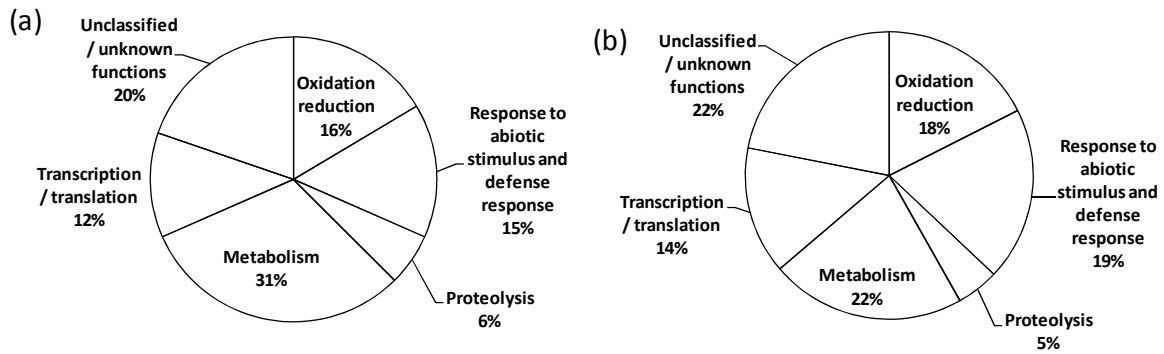 (a)
Unclassified
/ unknown
functions
20%
Oxidation
reduction
16%
Response to
abiotic
stimulus and
defense
response
15%
Transcription
/ translation
12%
Metabolism
31%
Proteolysis
6%
(b)
Unclassified
/ unknown
functions
22%
Oxidation
reduction
18%
Response to
abiotic
stimulus and
defense
response
19%
Transcription
/ translation
14%
Metabolism
22%
Proteolysis
5%